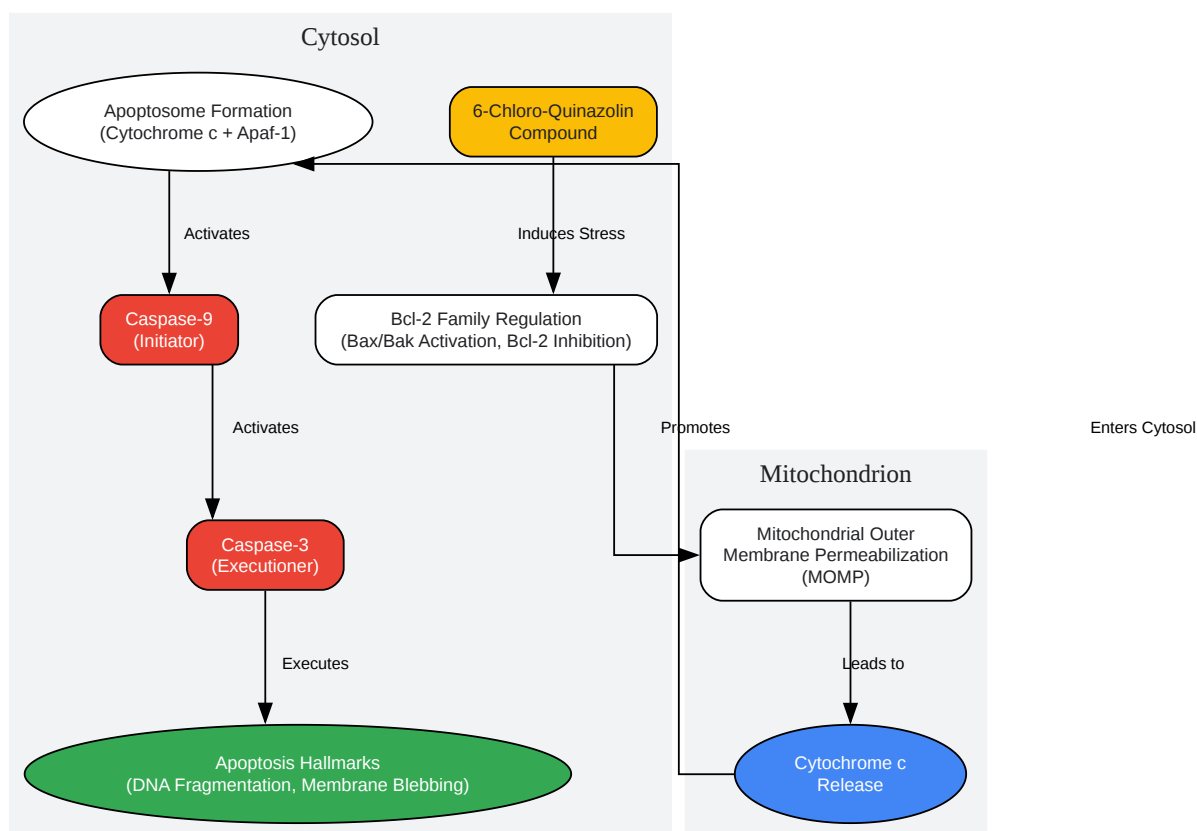 Cytosol
Apoptosome Formation
(Cytochrome c + Apaf-1)
6-Chloro-Quinazolin
Compound
Activates
Induces Stress
Caspase-9
(Initiator)
Bcl-2 Family Regulation
(Bax/Bak Activation, Bcl-2 Inhibition)
Activates
Promotes
Enters Cytosol
Mitochondrion
Caspase-3
(Executioner)
Mitochondrial Outer
Membrane Permeabilization
(MOMP)
Executes
Leads to
Apoptosis Hallmarks
(DNA Fragmentation, Membrane Blebbing)
Cytochrome c
Release